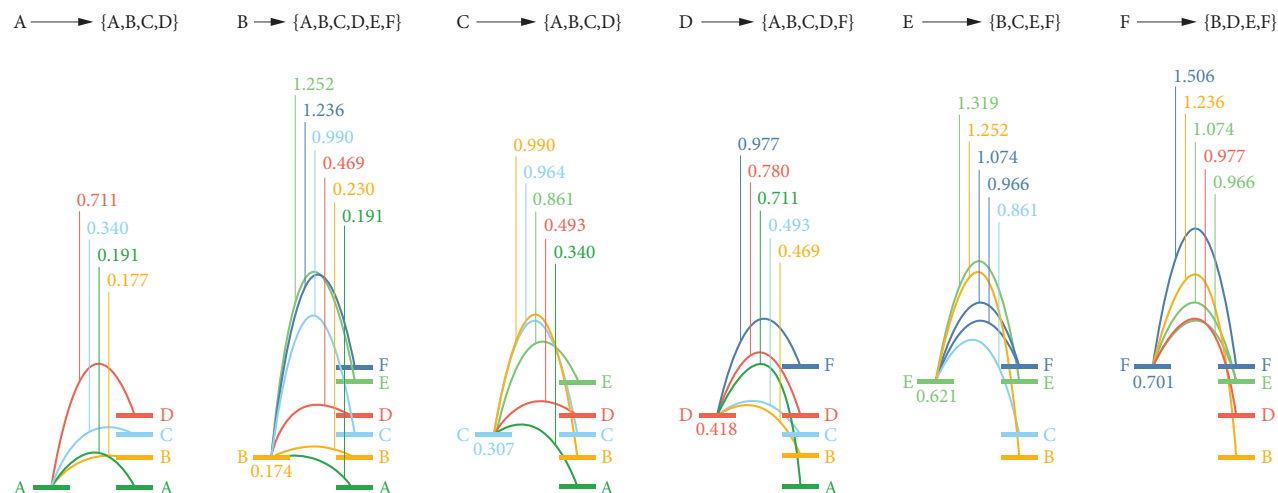 A → {A,B,C,D}
B → {A,B,C,D,E,F}
C → {A,B,C,D}
D → {A,B,C,D,F}
E → {B,C,E,F}
F → {B,D,E,F}
0.711
0.340
0.191
0.177
D
C
B
A
A
1.252
1.236
0.990
0.469
0.230
0.191
F
E
D
C
B
B
0.174
A
0.990
0.964
0.861
0.493
0.340
E
D
C
C
0.307
B
A
0.977
0.780
0.711
0.493
0.469
F
D
D
0.418
C
B
A
1.319
1.252
1.074
0.966
0.861
F
E
E
0.621
D
C
B
1.506
1.236
1.074
0.977
0.966
F
F
0.701
E
D
B